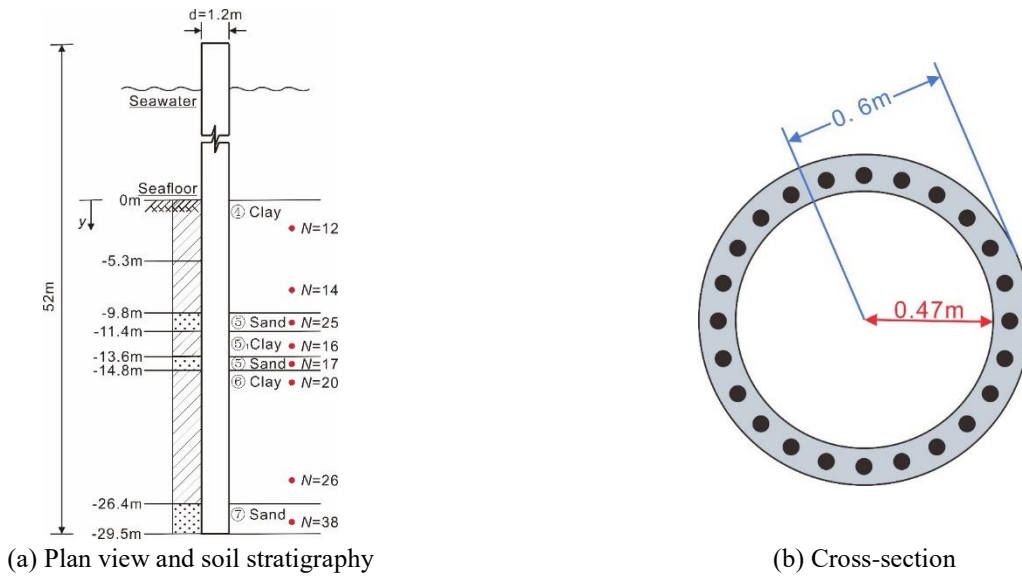 d=1.2m
Seawater
52m
Seafloor
0m
y
④ Clay
N=12
-5.3m
N=14
-9.8m
⑤ Sand N=25
-11.4m
⑤₁ Clay N=16
-13.6m
⑤ Sand N=17
-14.8m
⑥ Clay N=20
N=26
-26.4m
⑦ Sand N=38
-29.5m
(a) Plan view and soil stratigraphy
0.6m
0.47m
(b) Cross-section